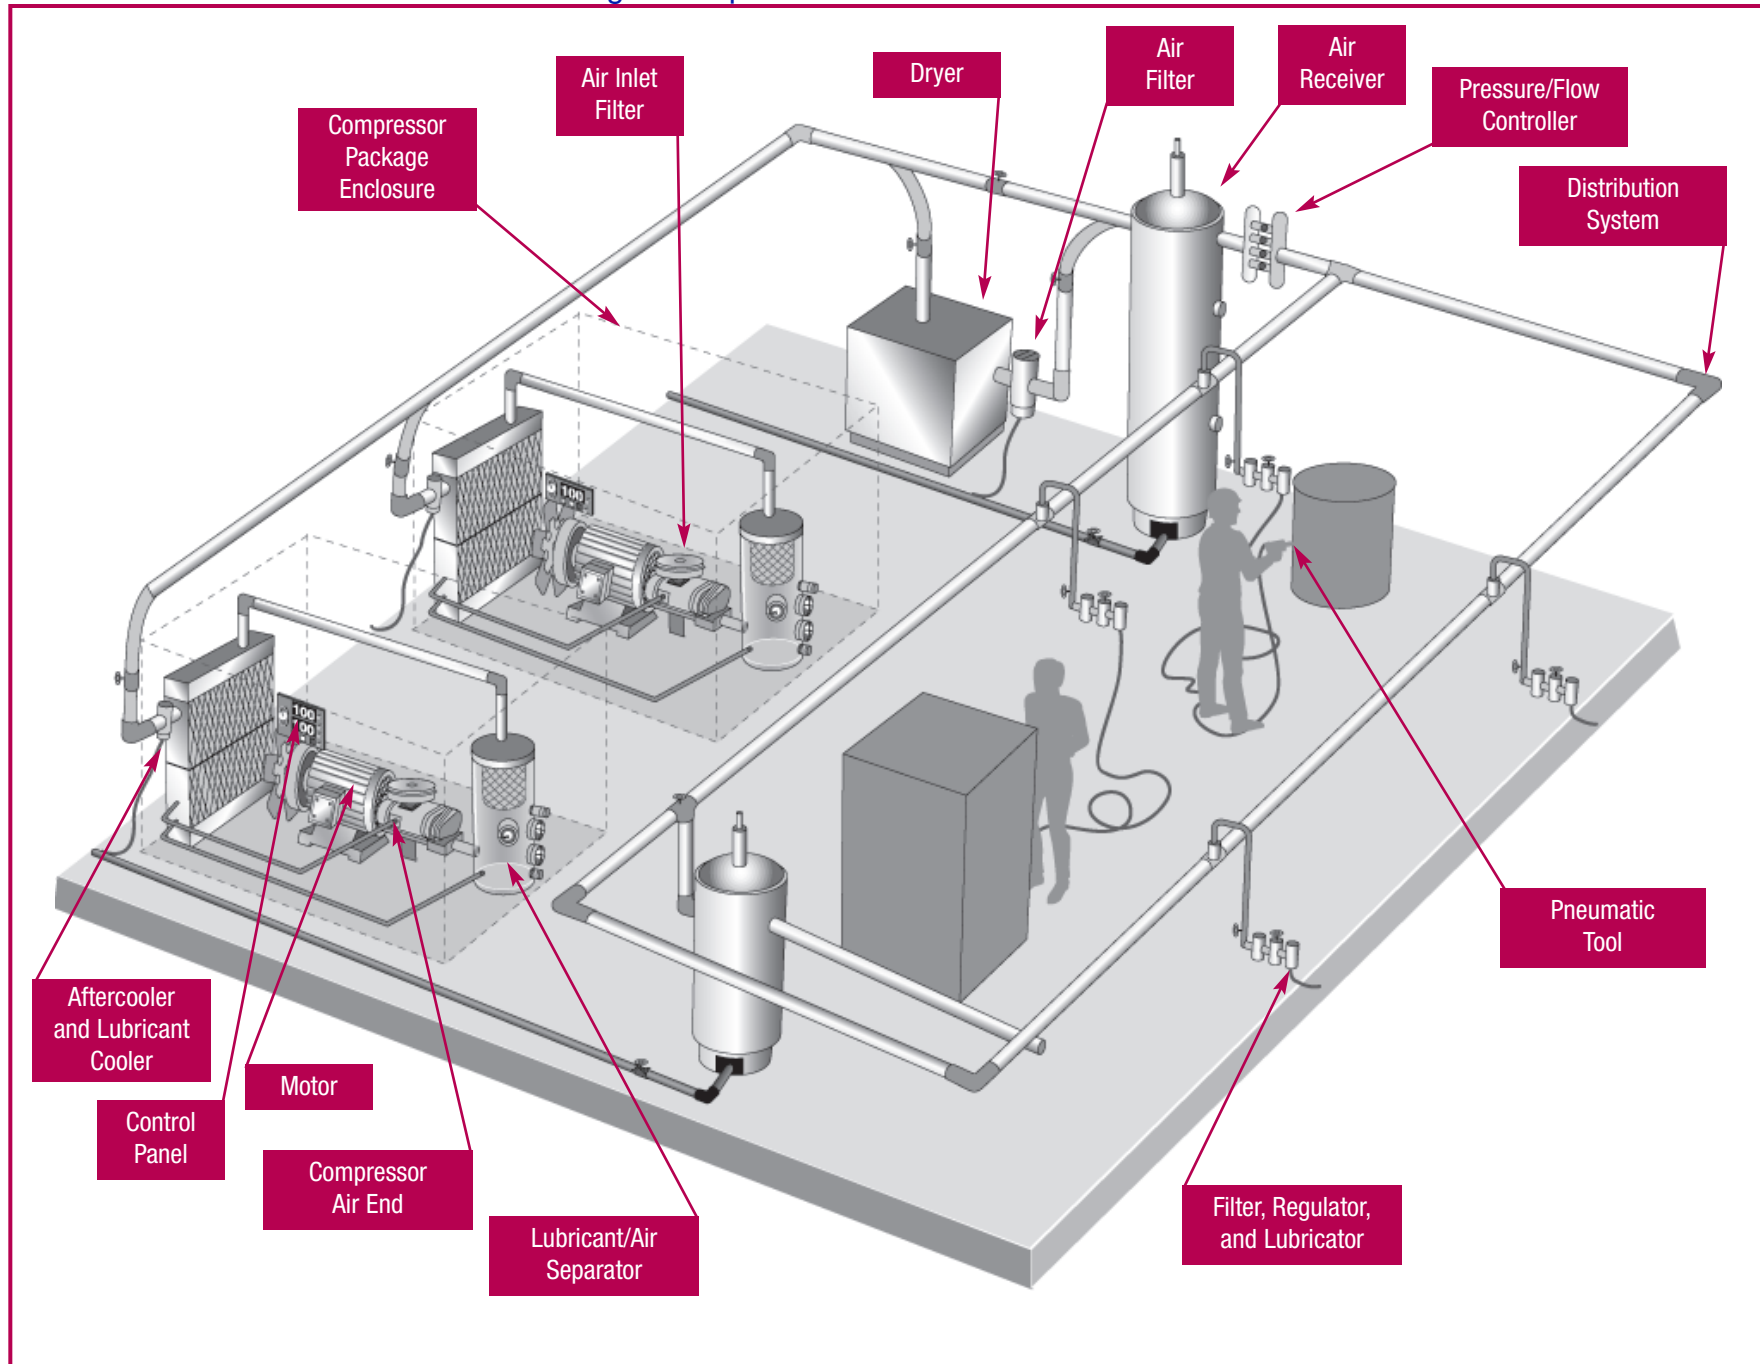 Air
Filter
Air
Receiver
Dryer
Air Inlet
Filter
Pressure/Flow
Controller
Compressor
Package
Enclosure
Distribution
System
100
100
100
Pneumatic
Tool
Aftercooler
and Lubricant
Cooler
Motor
Control
Panel
Compressor
Air End
Lubricant/Air
Separator
Filter, Regulator,
and Lubricator